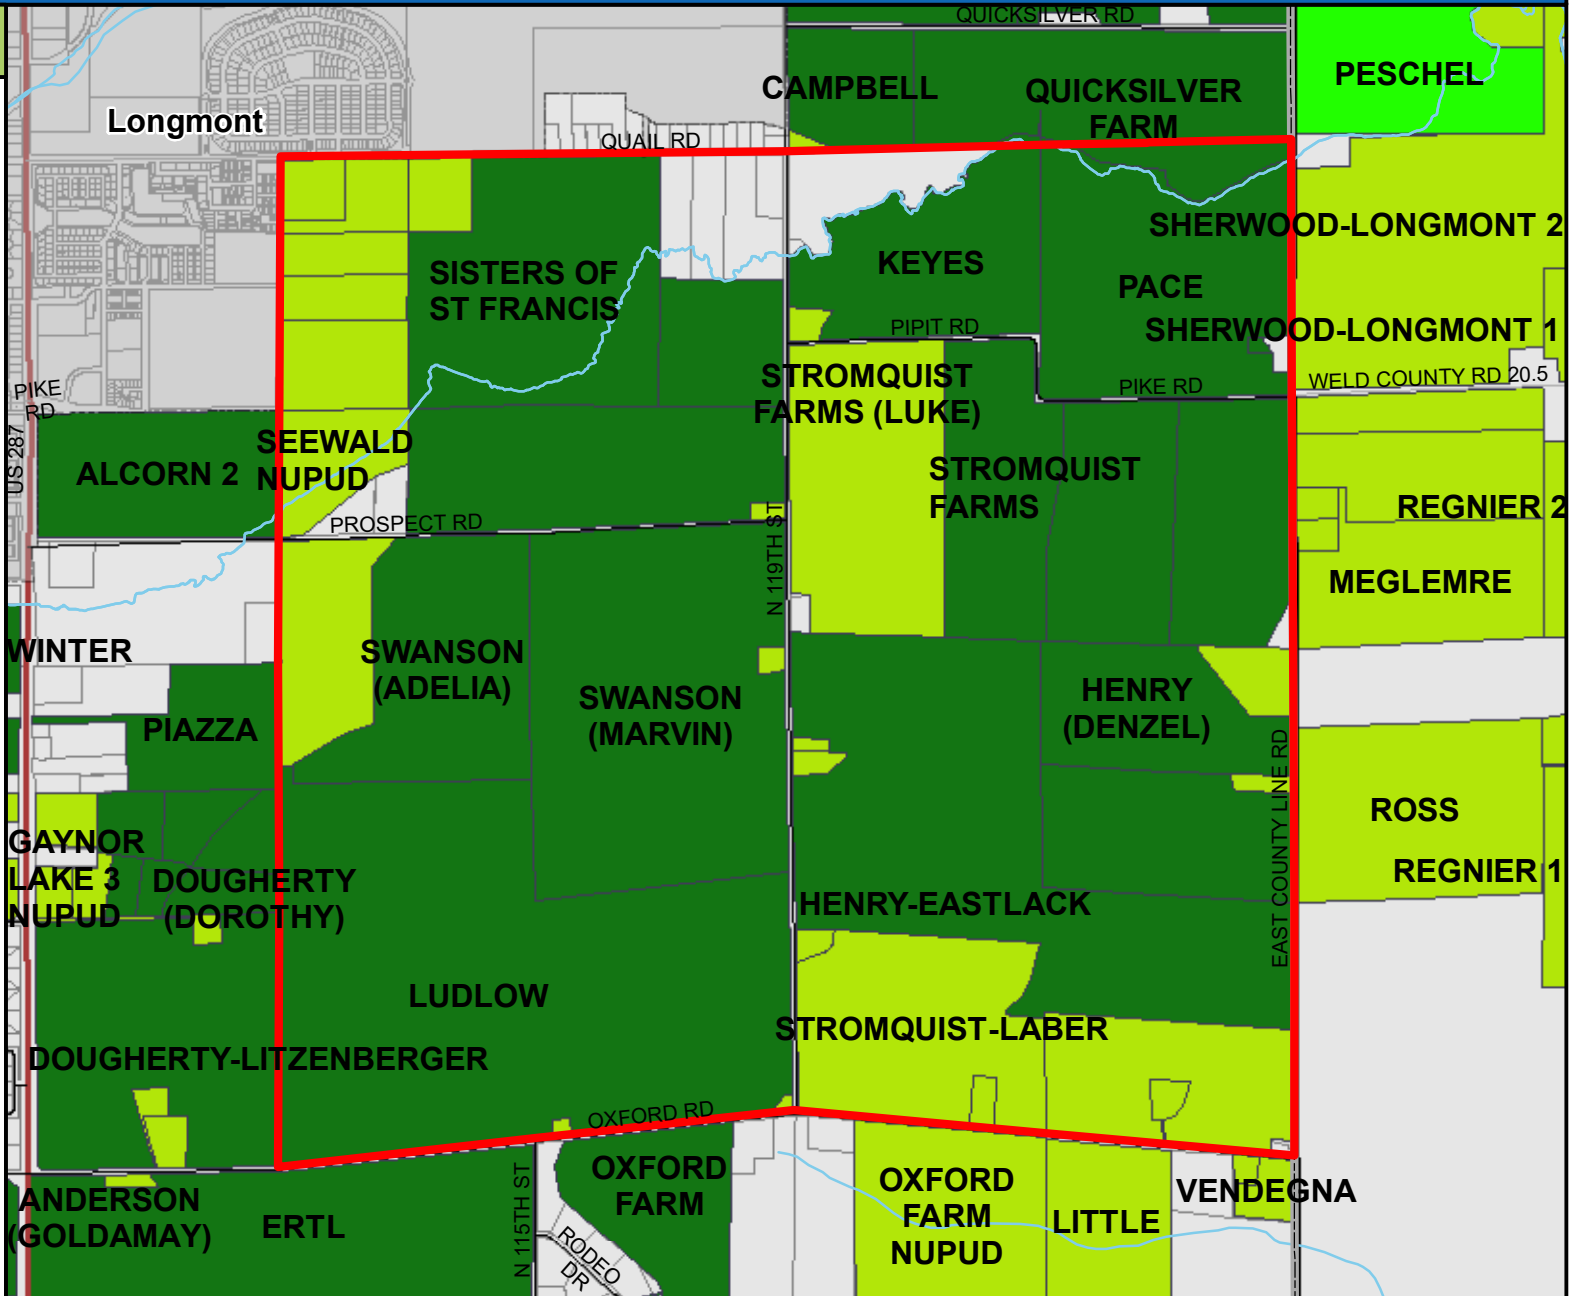 QUICKSILVER RD
PESCHEL
CAMPBELL
QUICKSILVER
FARM
Longmont
QUAIL RD
SHERWOOD-LONGMONT 2
KEYES
SISTERS OF
ST FRANCIS
PACE
PIPIT RD
SHERWOOD-LONGMONT 1
STROMQUIST
FARMS (LUKE)
PIKE RD
WELD COUNTY RD 20.5
PIKE
RD
US 287
SEEWALD
NUPUD
ALCORN 2
STROMQUIST
FARMS
REGNIER 2
PROSPECT RD
N 119TH ST
MEGLEMRE
WINTER
SWANSON
(ADELIA)
SWANSON
(MARVIN)
HENRY
(DENZEL)
PIAZZA
EAST COUNTY LINE RD
ROSS
GAYNOR
LAKE 3
NUPUD
DOUGHERTY
(DOROTHY)
REGNIER 1
HENRY-EASTLACK
LUDLOW
STROMQUIST-LABER
DOUGHERTY-LITZENBERGER
OXFORD RD
OXFORD
FARM
N 115TH ST
OXFORD
FARM
NUPUD
VENDEGNA
LITTLE
ANDERSON
(GOLDAMAY)
ERTL
RODEO
DR